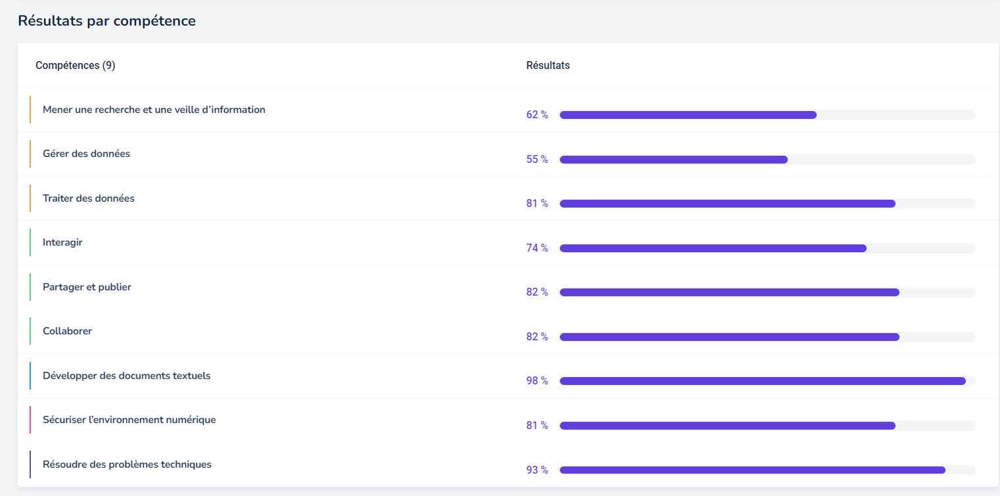 Résultats par compétence
Compétences (9) Résultats
Mener une recherche et une veille d’information 62 %
Gérer des données 55 %
Traiter des données 81 %
Interagir 74 %
Partager et publier 82 %
Collaborer 82 %
Développer des documents textuels 98 %
Sécuriser l’environnement numérique 81 %
Résoudre des problèmes techniques 93 %